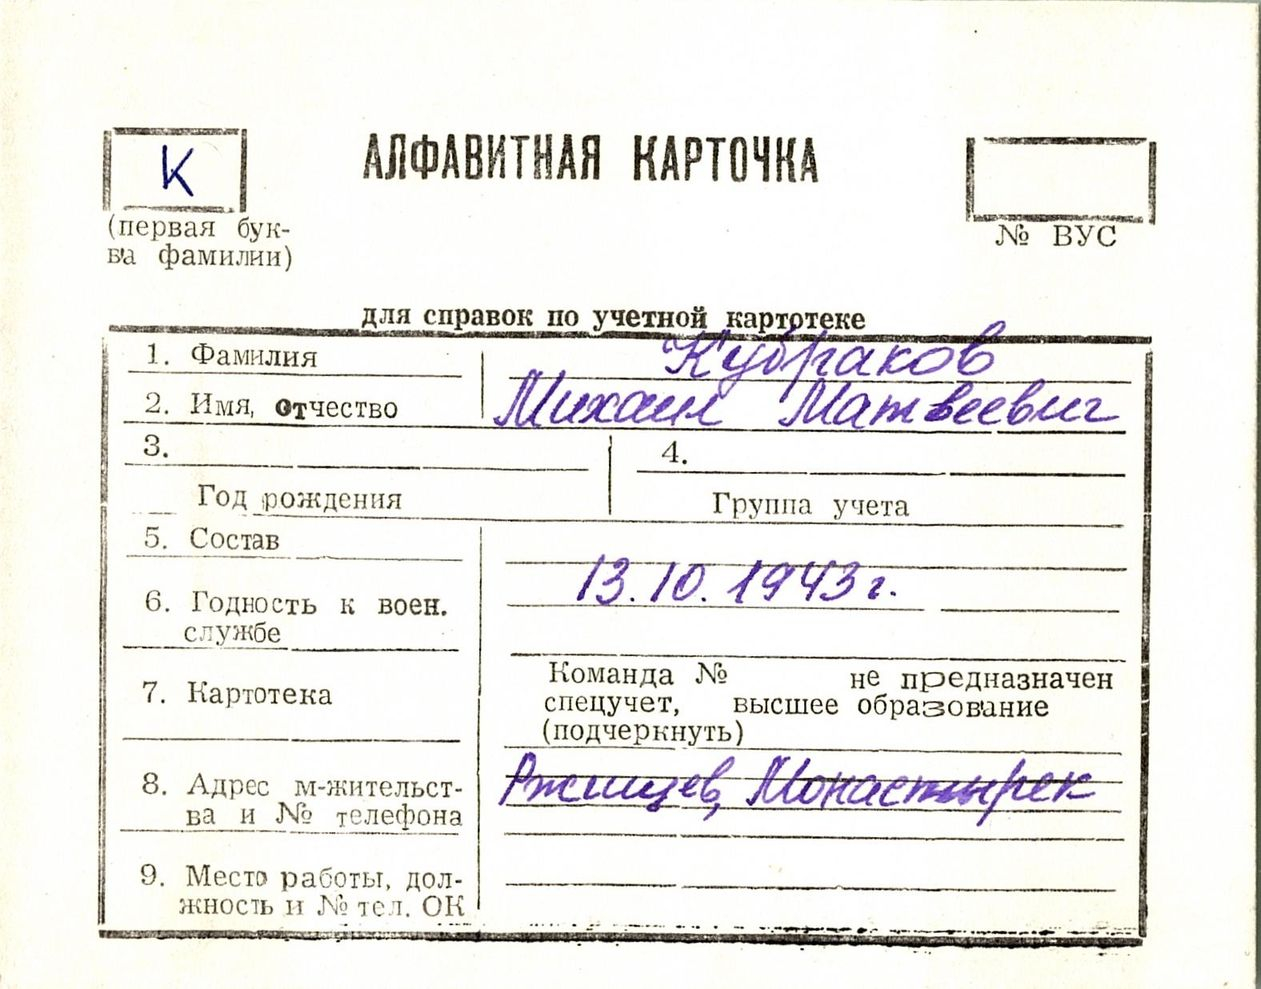 К
АЛФАВИТНАЯ КАРТОЧКА
(первая бук-
ва фамилии)
№ ВУС
для справок по учетной картотеке
1. Фамилия Кубраков
2. Имя, отчество Михаил Матвеевич
3. 4.
Год рождения Группа учета
5. Состав
13.10.1943 г.
6. Годность к воен.
службе
7. Картотека
Команда № не предназначен
спецучет, высшее образование
(подчеркнуть)
8. Адрес м-жительст-
ва и № телефона
Ржищев, Монастырек
9. Место работы, дол-
жность и № тел. ОК